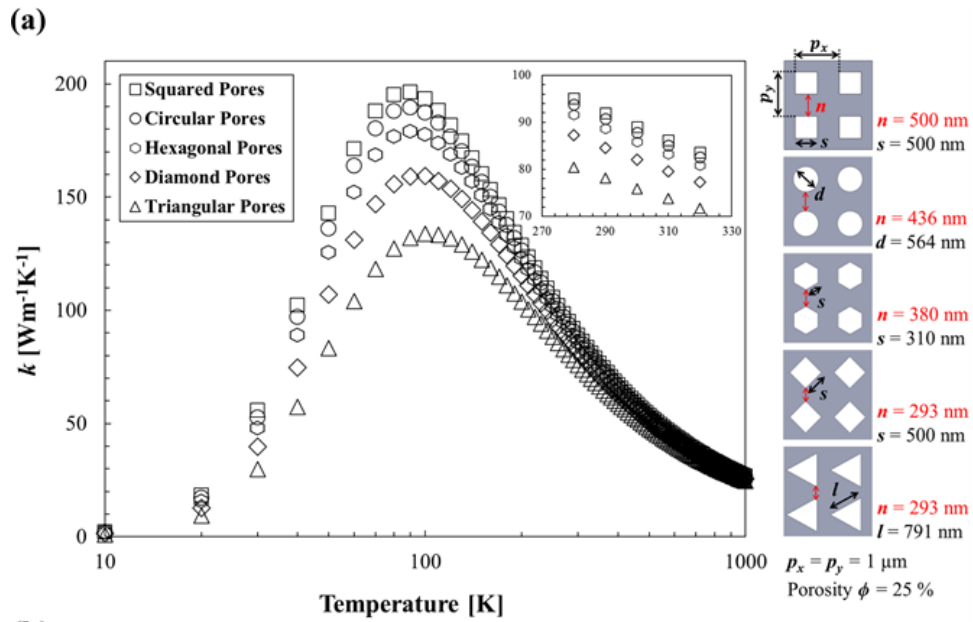 (a)
200
150
100
50
0
k [Wm⁻¹K⁻¹]
10
100
1000
Temperature [K]
Squared Pores
Circular Pores
Hexagonal Pores
Diamond Pores
Triangular Pores
100
90
80
70
270
290
310
330
pₓ
p_y
n
s
n = 500 nm
s = 500 nm
d
n = 436 nm
d = 564 nm
s
n = 380 nm
s = 310 nm
s
n = 293 nm
s = 500 nm
l
n = 293 nm
l = 791 nm
pₓ = p_y = 1 µm
Porosity ϕ = 25 %